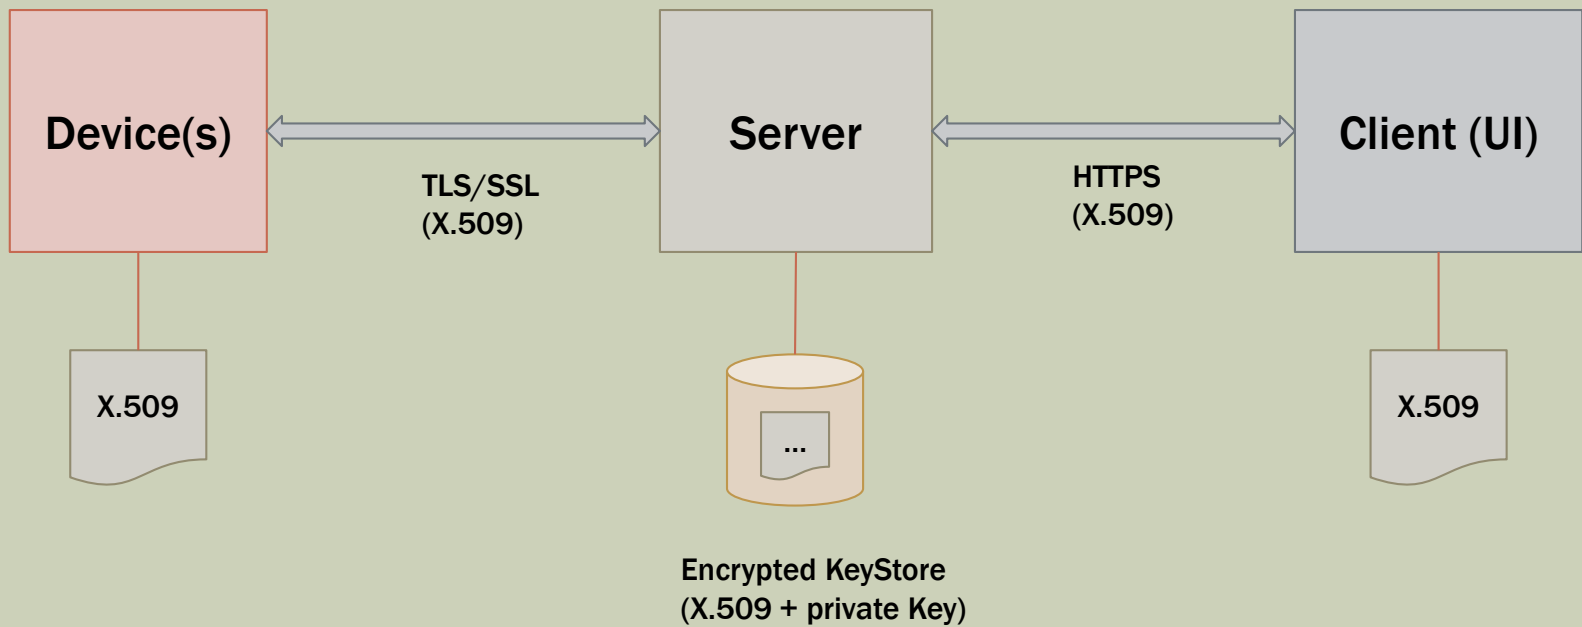 Device(s)
Server
Client (UI)
TLS/SSL
(X.509)
HTTPS
(X.509)
X.509
...
X.509
Encrypted KeyStore
(X.509 + private Key)